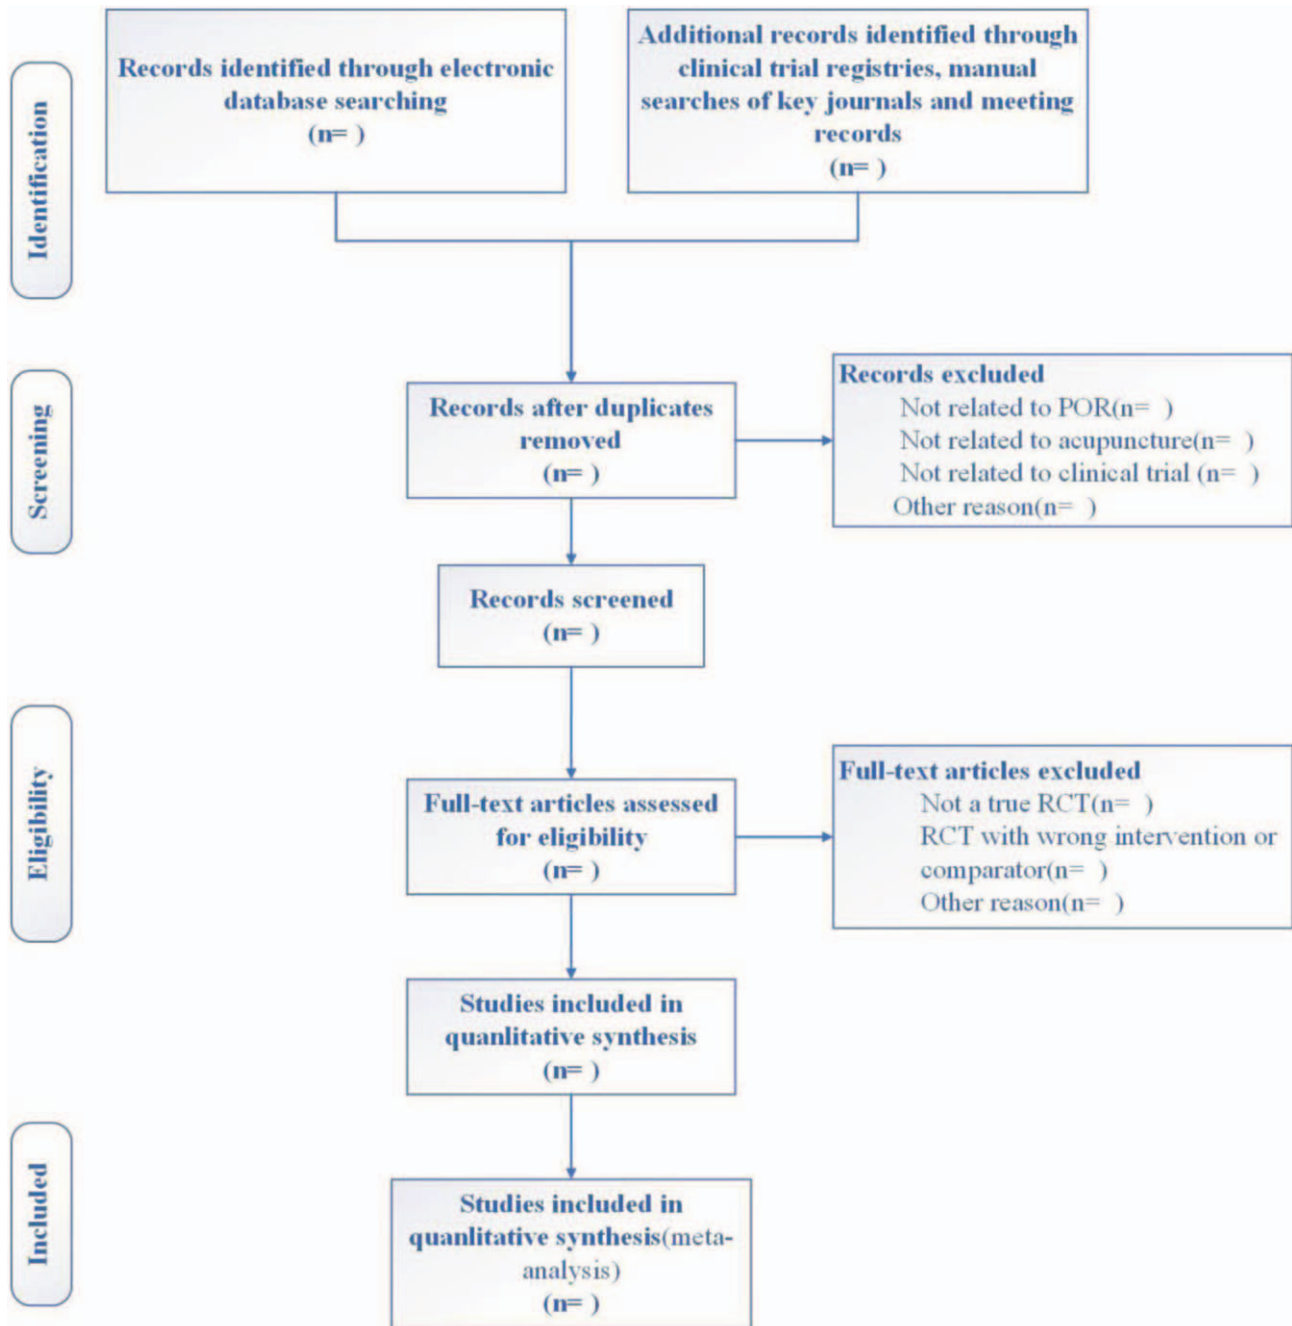 Identification
Records identified through electronic
database searching
(n= )
Additional records identified through
clinical trial registries, manual
searches of key journals and meeting
records
(n= )
Screening
Records after duplicates
removed
(n= )
Records excluded
Not related to POR(n= )
Not related to acupuncture(n= )
Not related to clinical trial (n= )
Other reason(n= )
Records screened
(n= )
Eligibility
Full-text articles assessed
for eligibility
(n= )
Full-text articles excluded
Not a true RCT(n= )
RCT with wrong intervention or
comparator(n= )
Other reason(n= )
Studies included in
quanlitative synthesis
(n= )
Included
Studies included in
quanlitative synthesis(meta-
analysis)
(n= )